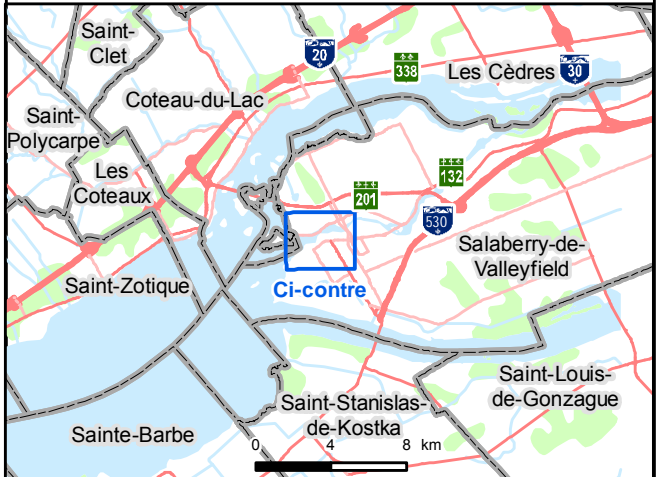 Saint-
Clet
20
338
Les Cèdres
30
Coteau-du-Lac
Saint-
Polycarpe
Les
Coteaux
132
201
530
Salaberry-de-
Valleyfield
Saint-Zotique
Ci-contre
Saint-Louis-
de-Gonzague
Saint-Stanislas-
de-Kostka
Sainte-Barbe
0 4 8 km